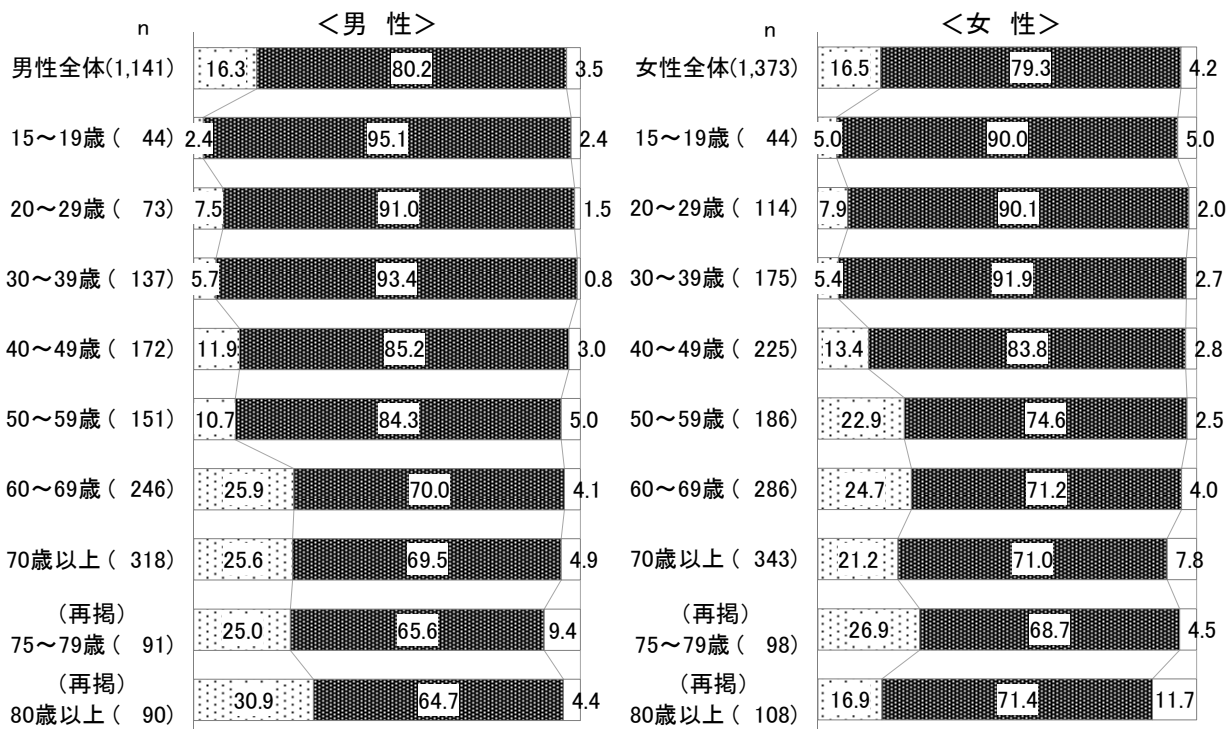 n ＜男 性＞
男性全体(1,141) 16.3 80.2 3.5
15～19歳( 44) 2.4 95.1 2.4
20～29歳( 73) 7.5 91.0 1.5
30～39歳( 137) 5.7 93.4 0.8
40～49歳( 172) 11.9 85.2 3.0
50～59歳( 151) 10.7 84.3 5.0
60～69歳( 246) 25.9 70.0 4.1
70歳以上( 318) 25.6 69.5 4.9
(再掲)
75～79歳( 91) 25.0 65.6 9.4
(再掲)
80歳以上( 90) 30.9 64.7 4.4
n ＜女 性＞
女性全体(1,373) 16.5 79.3 4.2
15～19歳( 44) 5.0 90.0 5.0
20～29歳( 114) 7.9 90.1 2.0
30～39歳( 175) 5.4 91.9 2.7
40～49歳( 225) 13.4 83.8 2.8
50～59歳( 186) 22.9 74.6 2.5
60～69歳( 286) 24.7 71.2 4.0
70歳以上( 343) 21.2 71.0 7.8
(再掲)
75～79歳( 98) 26.9 68.7 4.5
(再掲)
80歳以上( 108) 16.9 71.4 11.7